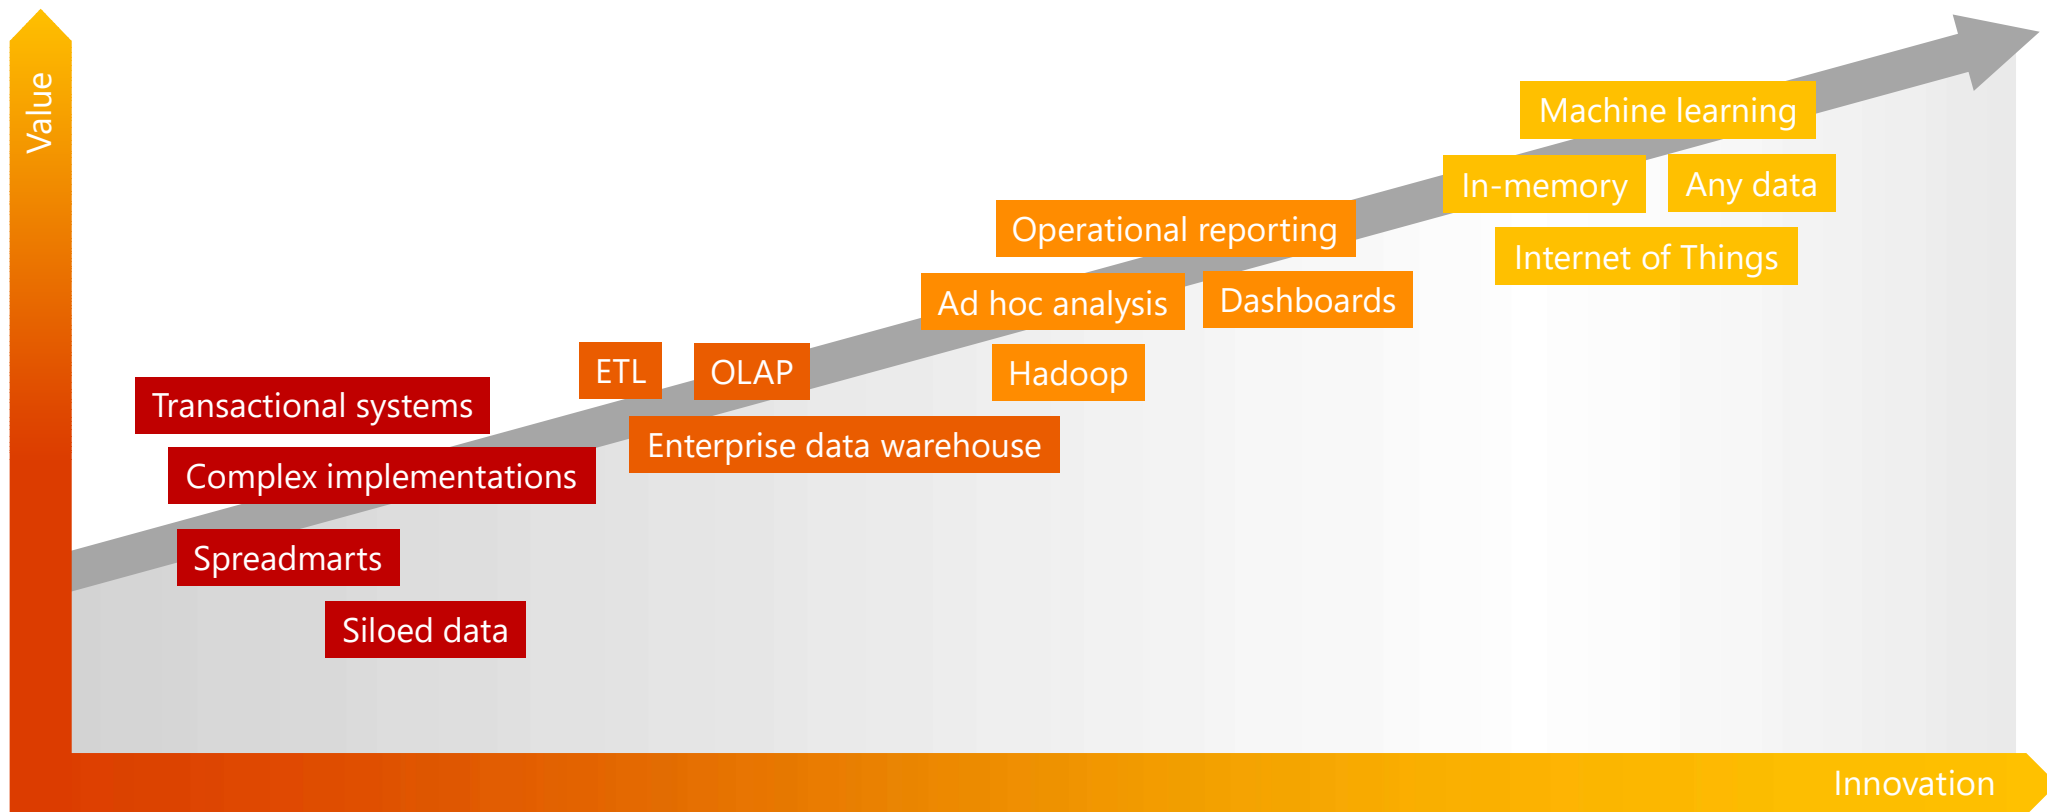 Value
Machine learning
In-memory
Any data
Operational reporting
Internet of Things
Ad hoc analysis
Dashboards
ETL
OLAP
Hadoop
Transactional systems
Enterprise data warehouse
Complex implementations
Spreadmarts
Siloed data
Innovation